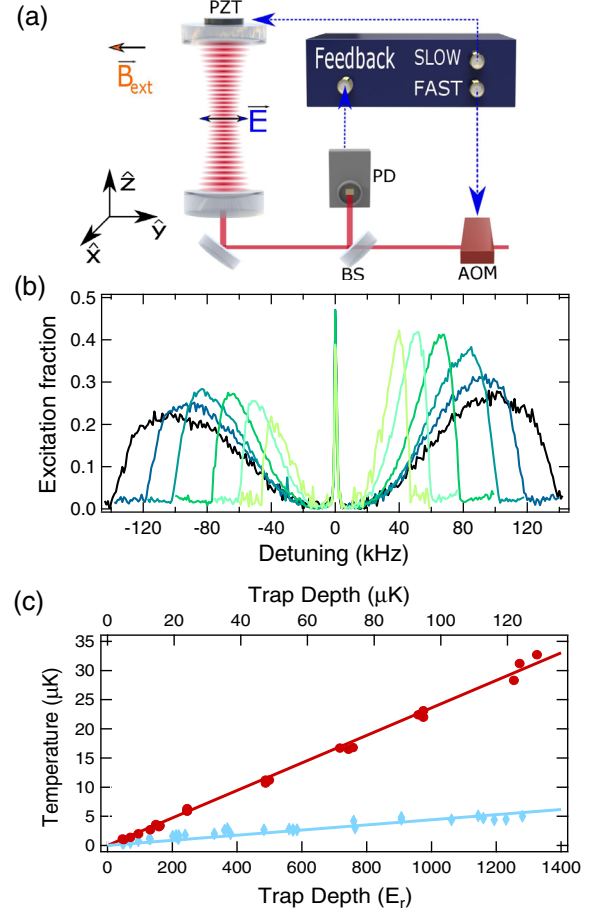 (a)
PZT
B⃗ext
E⃗
Feedback
SLOW
FAST
PD
ẑ
ŷ
x̂
BS
AOM
(b)
Excitation fraction
0.5
0.4
0.3
0.2
0.1
0.0
-120 -80 -40 0 40 80 120
Detuning (kHz)
(c)
Trap Depth (μK)
0 20 40 60 80 100 120
Temperature (μK)
35
30
25
20
15
10
5
0
0 200 400 600 800 1000 1200 1400
Trap Depth (Er)